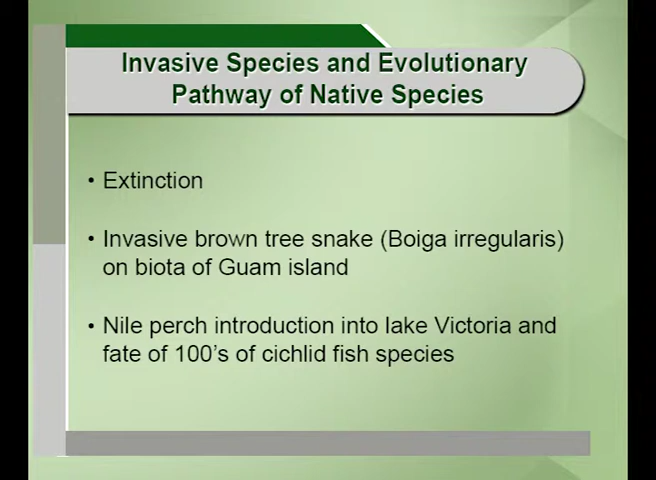 Invasive Species and Evolutionary
Pathway of Native Species
• Extinction
• Invasive brown tree snake (Boiga irregularis)
on biota of Guam island
• Nile perch introduction into lake Victoria and
fate of 100's of cichlid fish species